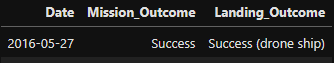 Date Mission_Outcome Landing_Outcome
2016-05-27 Success Success (drone ship)